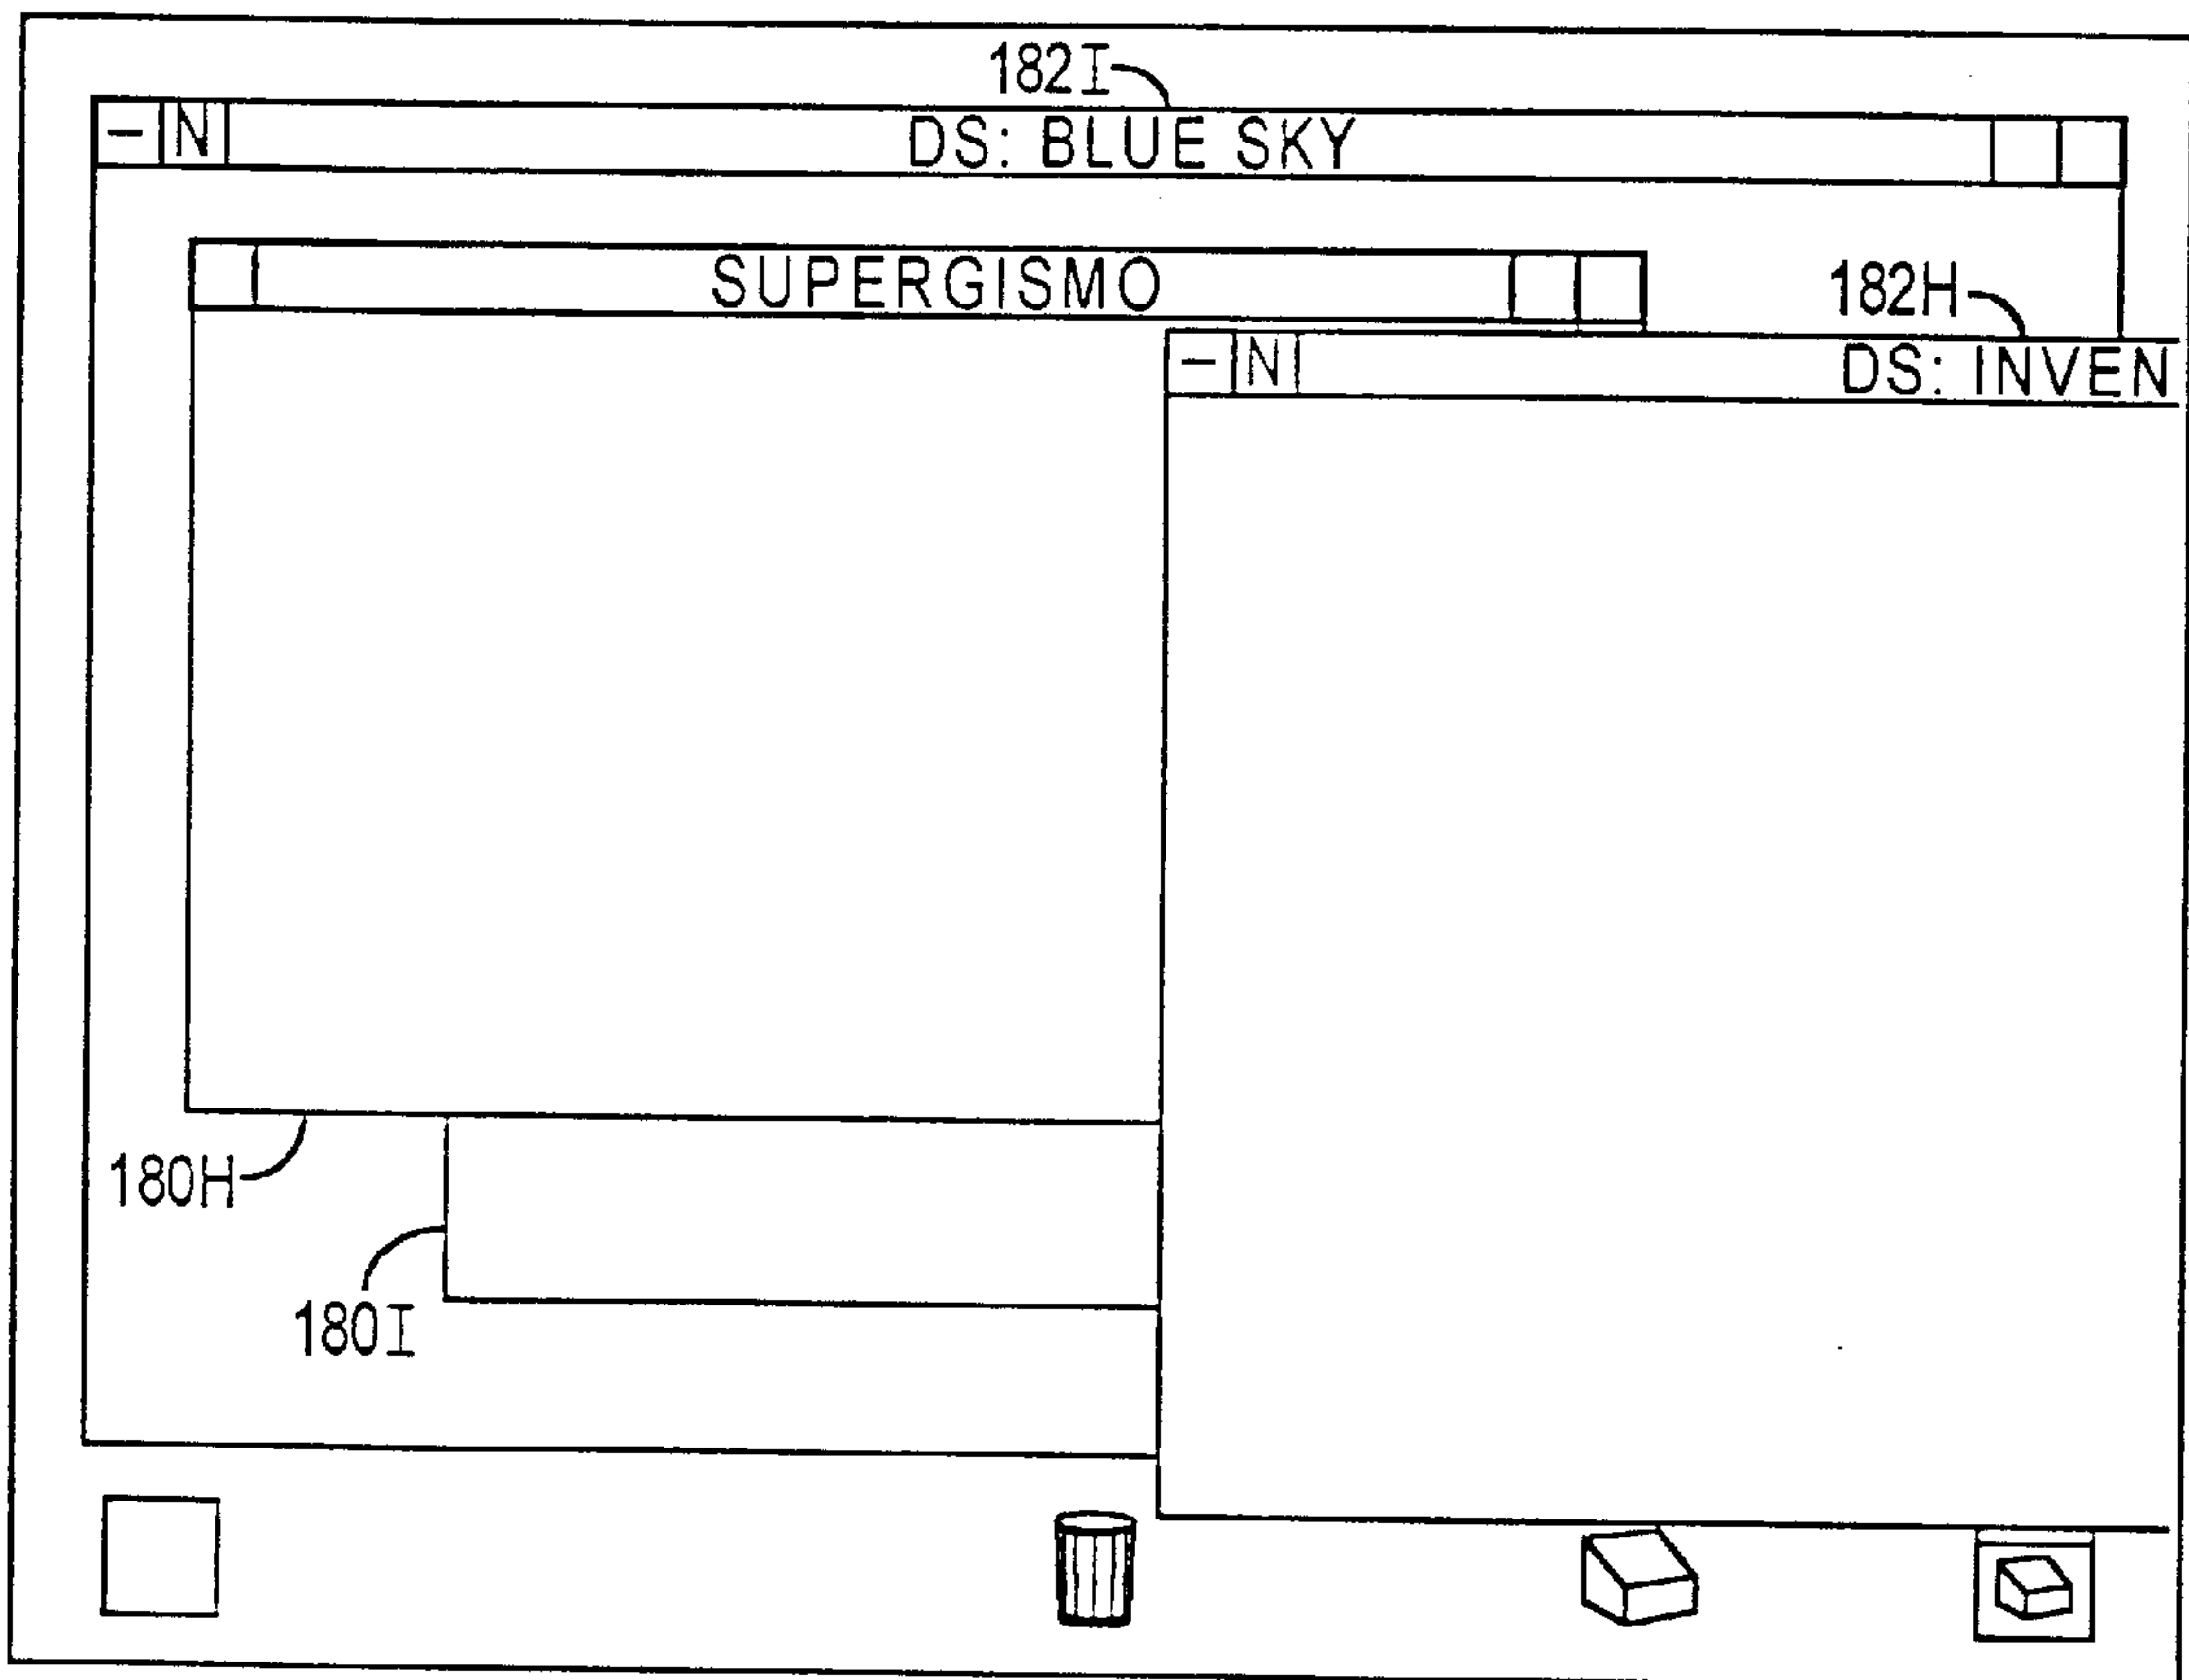 182I
- N DS: BLUE SKY
SUPERGISMO
182H
- N DS: INVEN
180H
180I